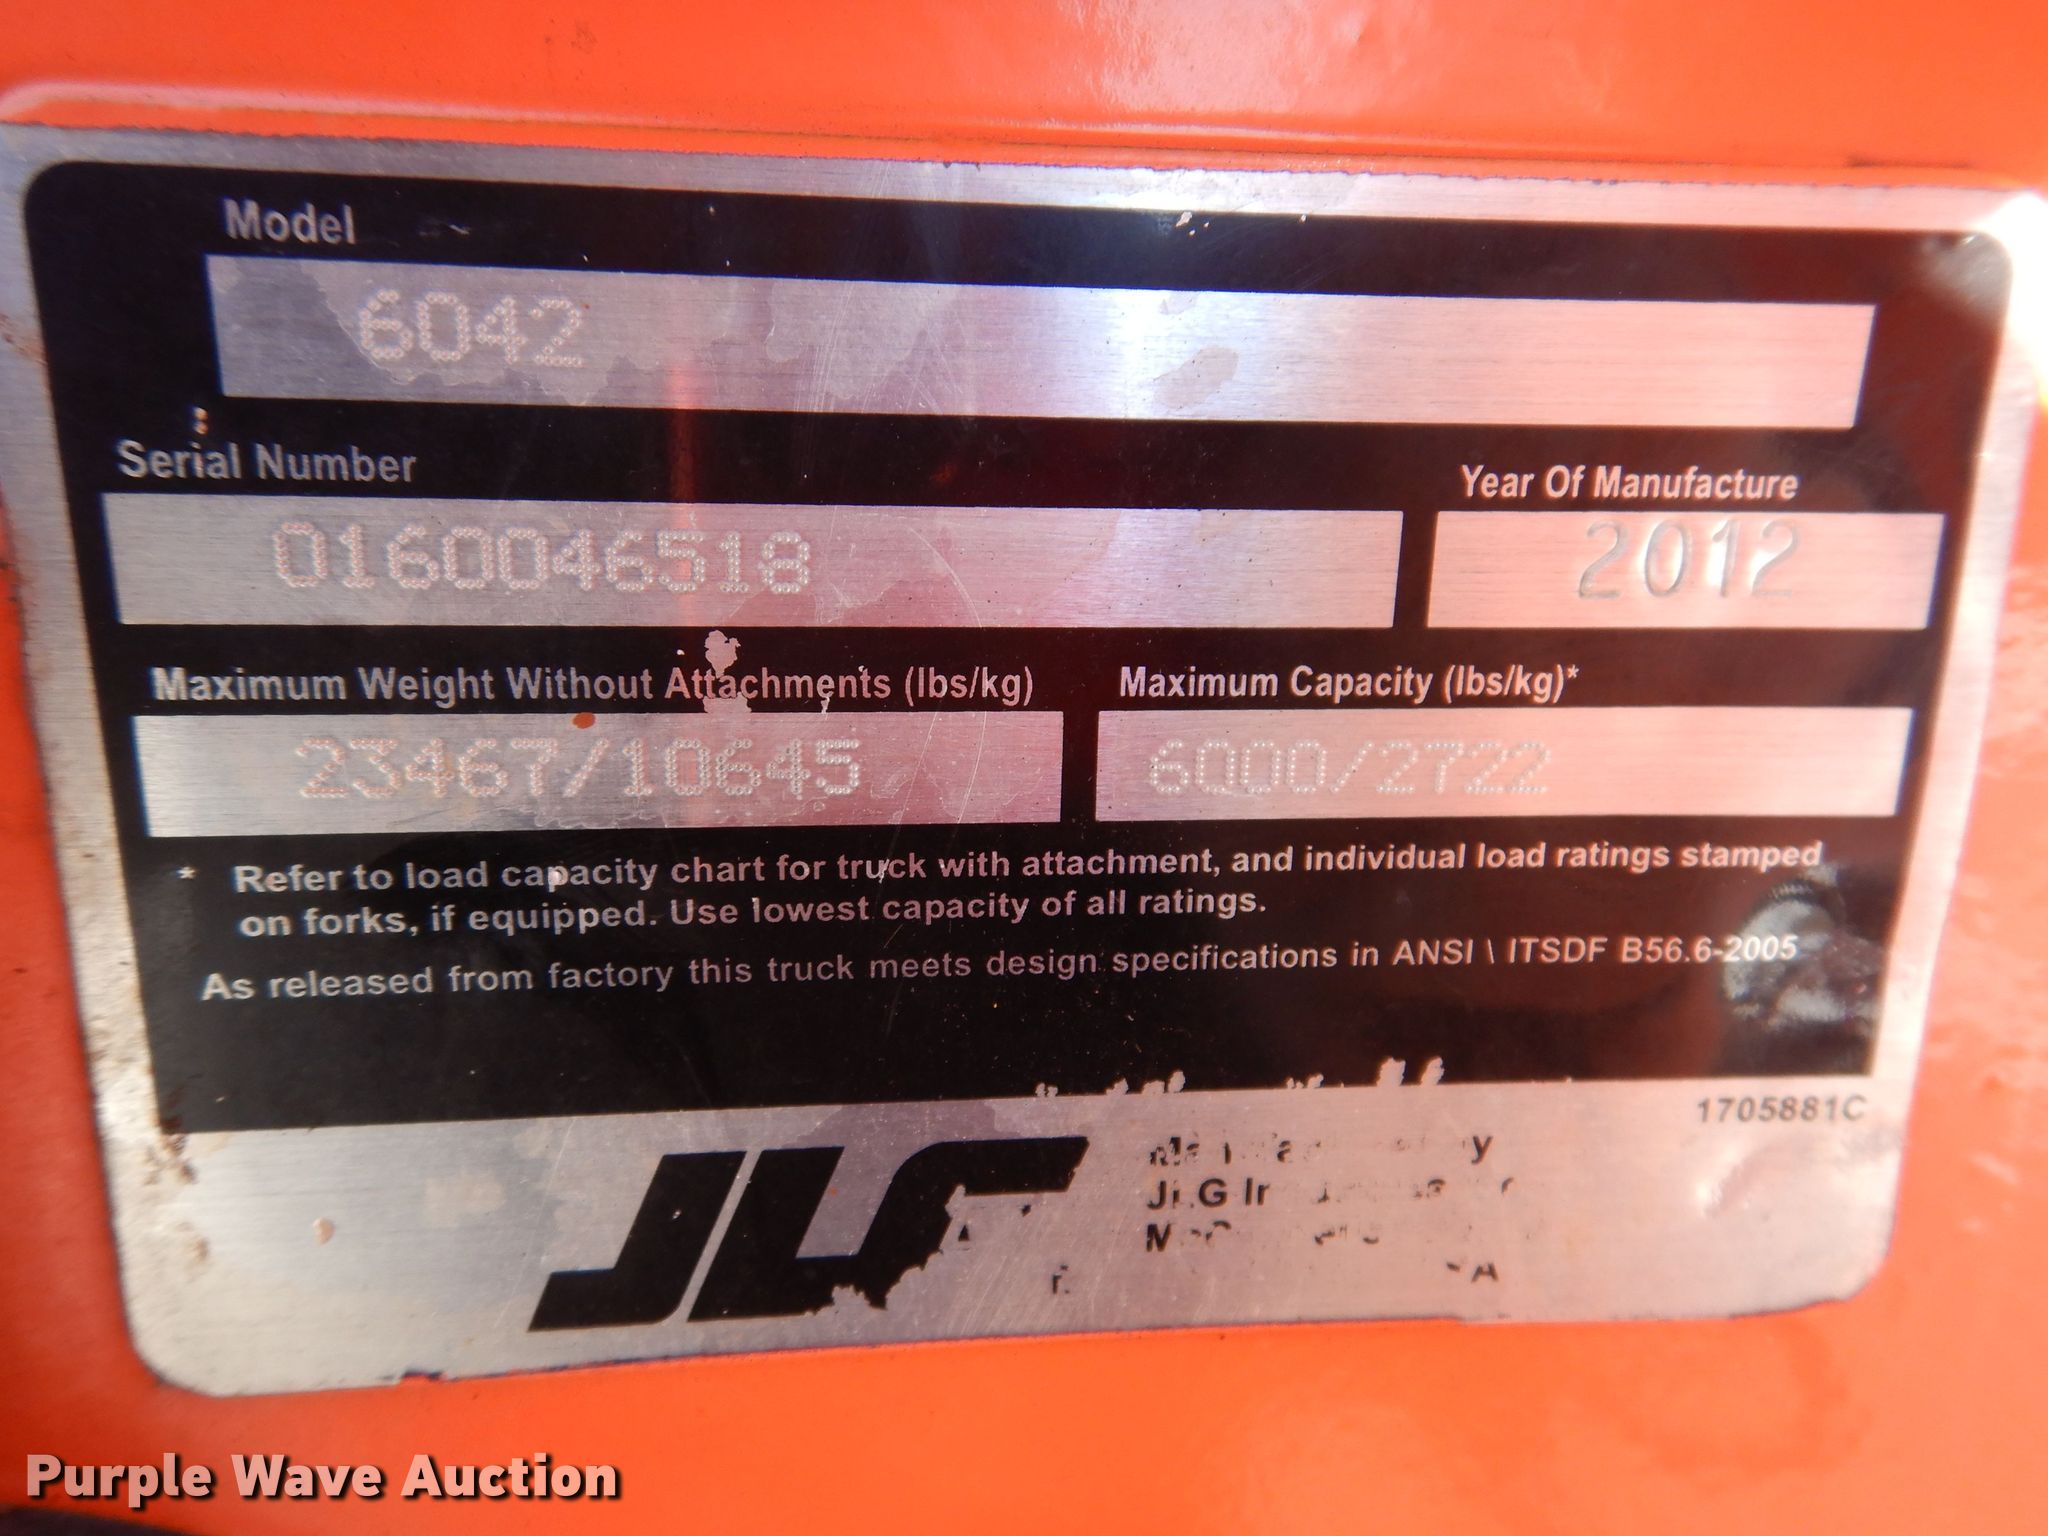 Model
6042
Serial Number
0160046518
Year Of Manufacture
2012
Maximum Weight Without Attachments (lbs/kg)
23467/10645
Maximum Capacity (lbs/kg)*
6000/2722
* Refer to load capacity chart for truck with attachment, and individual load ratings stamped
on forks, if equipped. Use lowest capacity of all ratings.
As released from factory this truck meets design specifications in ANSI \ ITSDF B56.6-2005
1705881C
JLG
Purple Wave Auction